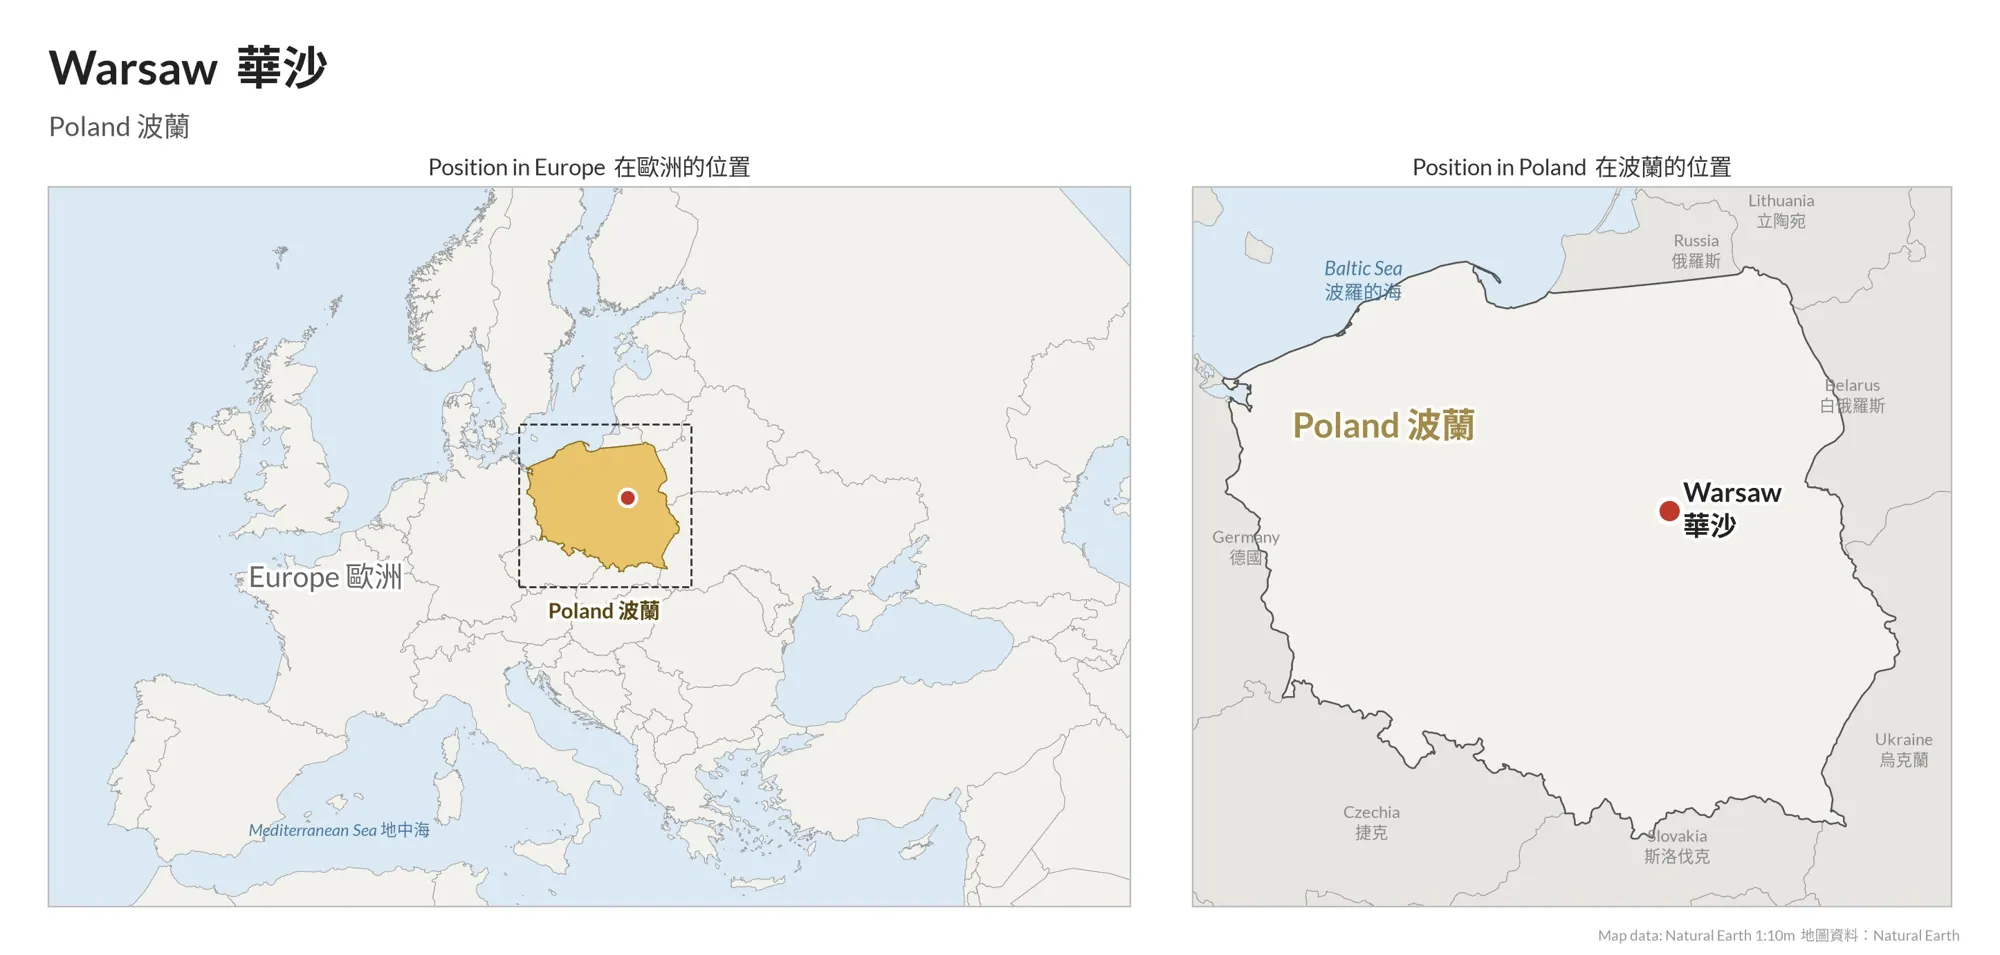 Warsaw 華沙
Poland 波蘭
Position in Europe 在歐洲的位置
Europe 歐洲
Poland 波蘭
Mediterranean Sea 地中海
Position in Poland 在波蘭的位置
Lithuania
立陶宛
Russia
俄羅斯
Baltic Sea
波羅的海
Belarus
白俄羅斯
Poland 波蘭
Warsaw
華沙
Germany
德國
Ukraine
烏克蘭
Czechia
捷克
Slovakia
斯洛伐克
Map data: Natural Earth 1:10m 地圖資料：Natural Earth